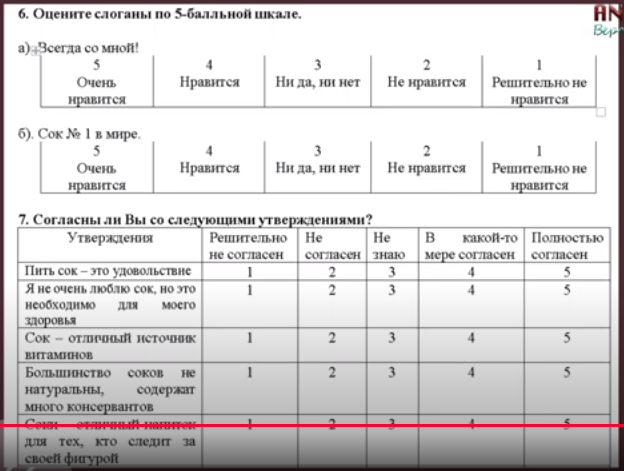 6. Оцените слоганы по 5-балльной шкале.
AN
Вер
а). Всегда со мной!
5 4 3 2 1
Очень Нравится Ни да, ни нет Не нравится Решительно не
нравится нравится
б). Сок № 1 в мире.
5 4 3 2 1
Очень Нравится Ни да, ни нет Не нравится Решительно не
нравится нравится
7. Согласны ли Вы со следующими утверждениями?
Утверждения Решительно Не Не В какой-то Полностью
не согласен согласен знаю мере согласен согласен
Пить сок – это удовольствие 1 2 3 4 5
Я не очень люблю сок, но это 1 2 3 4 5
необходимо для моего
здоровья
Сок – отличный источник 1 2 3 4 5
витаминов
Большинство соков не 1 2 3 4 5
натуральны, содержат
много консервантов
Соки – отличный напиток 1 2 3 4 5
для тех, кто следит за
своей фигурой